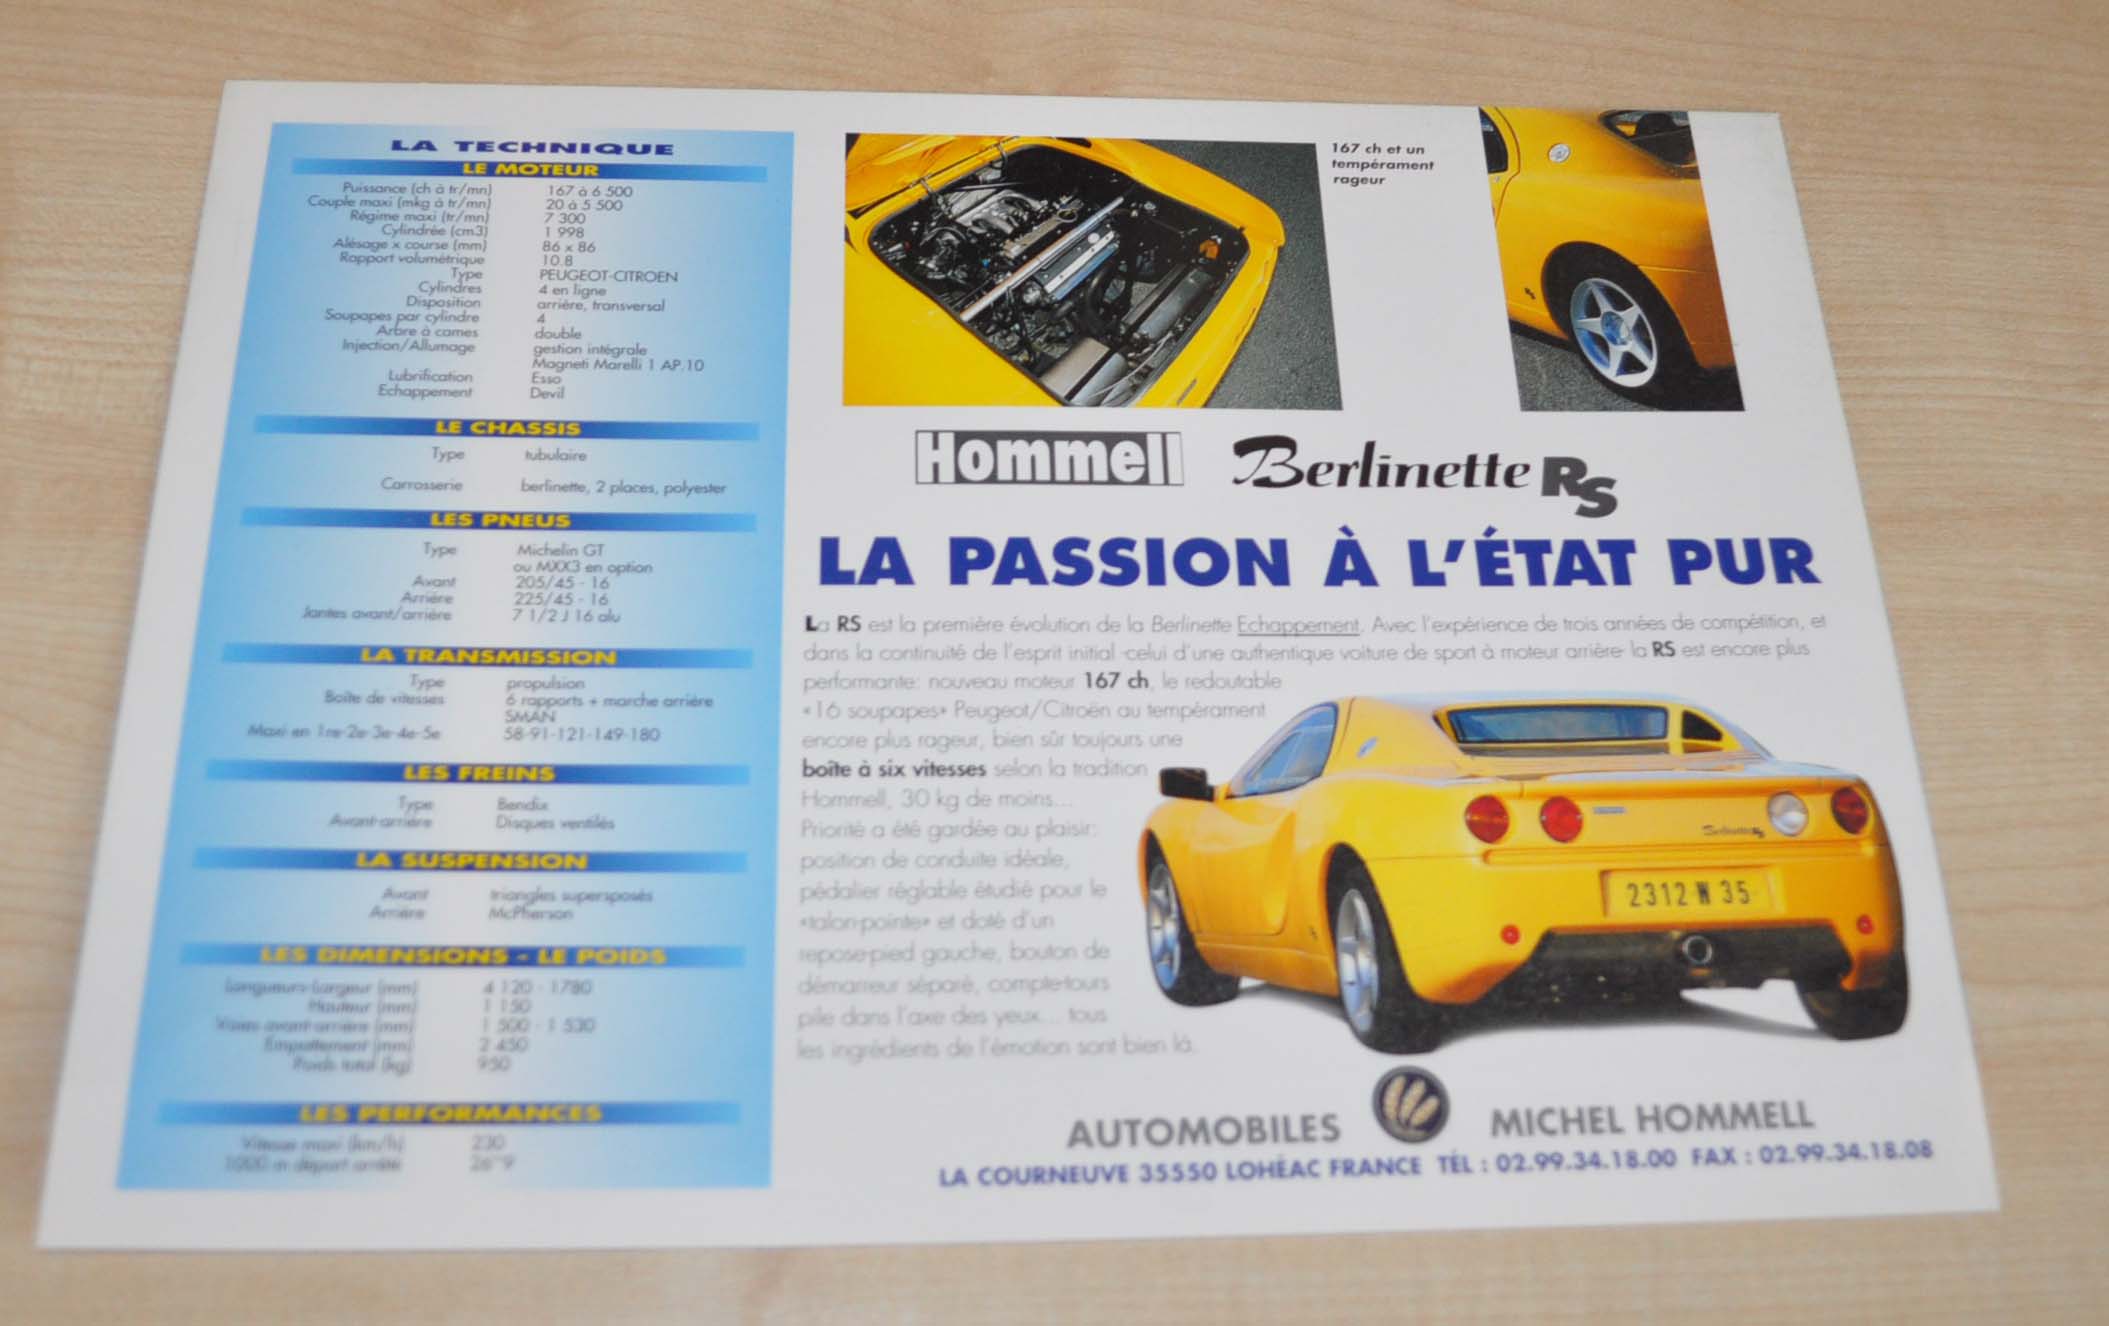 LA TECHNIQUE
LE MOTEUR
Puissance (ch à tr/mn) 167 à 6 500
Couple maxi (mkg à tr/mn) 20 à 5 500
Régime maxi (tr/mn) 7 300
Cylindrée (cm3) 1 998
Alésage x course (mm) 86 x 86
Rapport volumétrique 10.8
Type PEUGEOT-CITROEN
Cylindres 4 en ligne
Disposition arrière, transversal
Soupapes par cylindre 4
Arbre à cames double
Injection/Allumage gestion intégrale
Magneti Marelli 1 AP.10
Lubrification Esso
Echappement Devil
LE CHASSIS
Type tubulaire
Carrosserie berlinette, 2 places, polyester
LES PNEUS
Type Michelin GT
ou MXX3 en option
Avant 205/45 - 16
Arrière 225/45 - 16
Jantes avant/arrière 7 1/2 J 16 alu
LA TRANSMISSION
Type propulsion
Boîte de vitesses 6 rapports + marche arrière
SMAN
Maxi en 1re-2e-3e-4e-5e 58-91-121-149-180
LES FREINS
Type Bendix
Avant-arrière Disques ventilés
LA SUSPENSION
Avant triangles superposés
Arrière McPherson
LES DIMENSIONS - LE POIDS
Longueurs-Largeur (mm) 4 120 - 1780
Hauteur (mm) 1 150
Voies avant-arrière (mm) 1 500 - 1 530
Empattement (mm) 2 450
Poids total (kg) 950
LES PERFORMANCES
Vitesse maxi (km/h) 230
1000 m départ arrêté 26"9
167 ch et un
tempérament
rageur
Hommell Berlinette RS
LA PASSION À L'ÉTAT PUR
La RS est la première évolution de la Berlinette Echappement. Avec l'expérience de trois années de compétition, et
dans la continuité de l'esprit initial -celui d'une authentique voiture de sport à moteur arrière- la RS est encore plus
performante: nouveau moteur 167 ch, le redoutable
«16 soupapes» Peugeot/Citroën au tempérament
encore plus rageur, bien sûr toujours une
boîte à six vitesses selon la tradition
Hommell, 30 kg de moins...
Priorité a été gardée au plaisir:
position de conduite idéale,
pédalier réglable étudié pour le
«talon-pointe» et doté d'un
repose-pied gauche, bouton de
démarreur séparé, compte-tours
pile dans l'axe des yeux... tous
les ingrédients de l'émotion sont bien là.
Berlinette RS
2312 W 35
AUTOMOBILES MICHEL HOMMELL
LA COURNEUVE 35550 LOHÉAC FRANCE TÉL : 02.99.34.18.00 FAX : 02.99.34.18.08